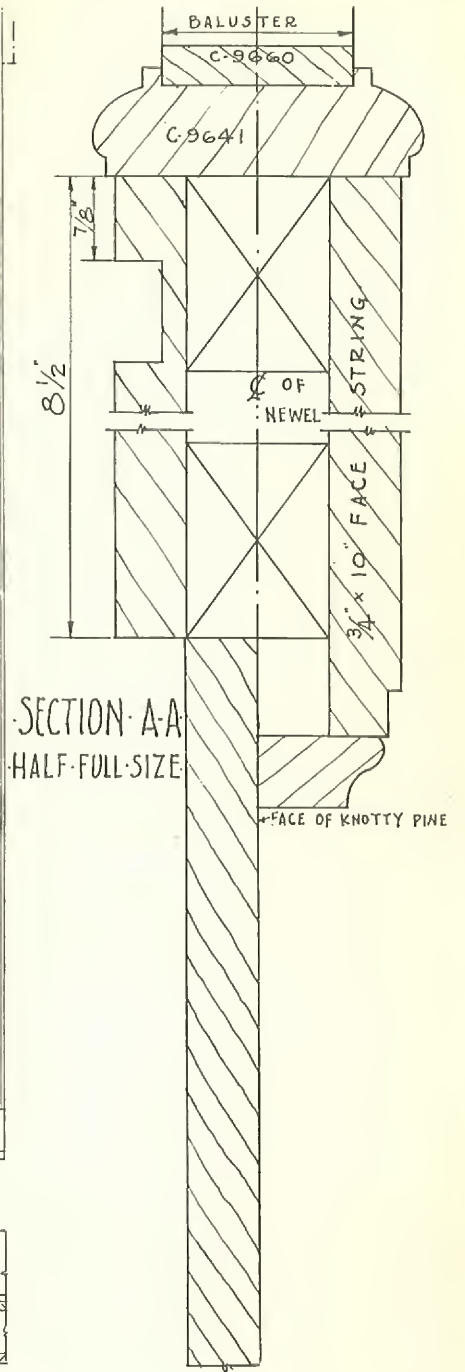 BALUSTER
C-9660
C-9641
7/8"
8 1/2"
℄ OF
NEWEL
3/4" x 10" FACE STRING
·SECTION·A·A·
·HALF·FULL·SIZE·
FACE OF KNOTTY PINE